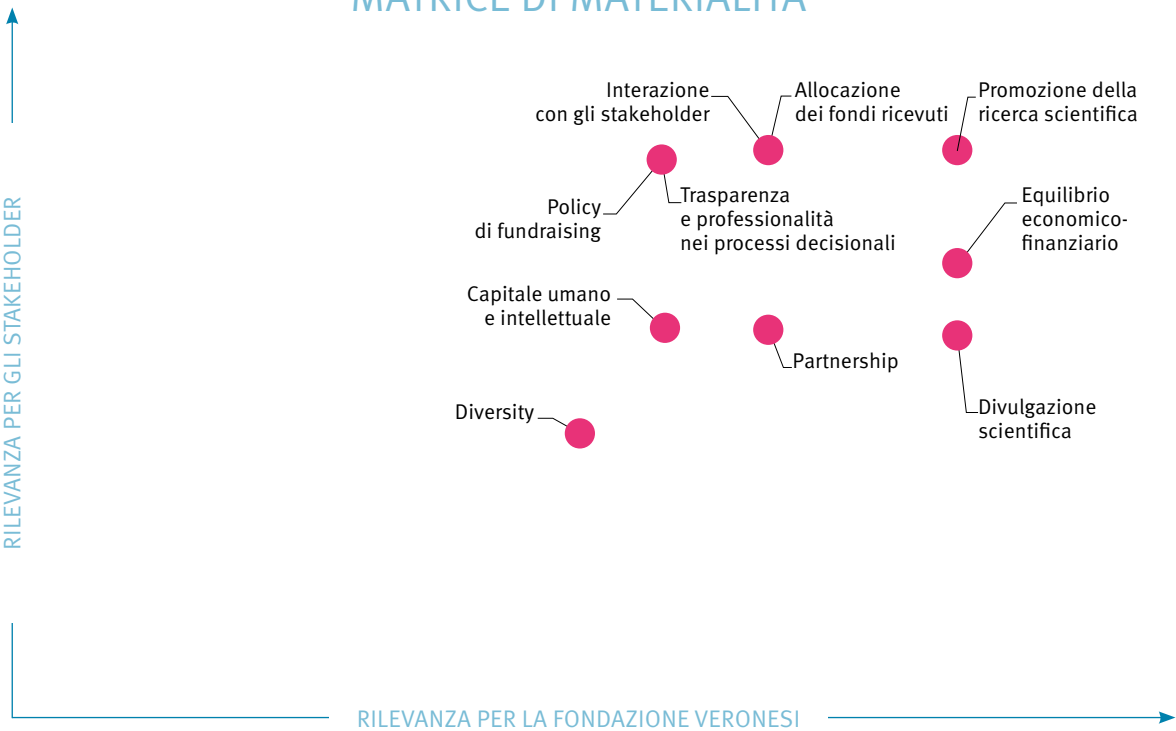 MATRICE DI MATERIALITÀ
Interazione
con gli stakeholder
Allocazione
dei fondi ricevuti
Promozione della
ricerca scientifica
Policy
di fundraising
Trasparenza
e professionalità
nei processi decisionali
Equilibrio
economico-
finanziario
Capitale umano
e intellettuale
Partnership
Diversity
Divulgazione
scientifica
RILEVANZA PER GLI STAKEHOLDER
RILEVANZA PER LA FONDAZIONE VERONESI